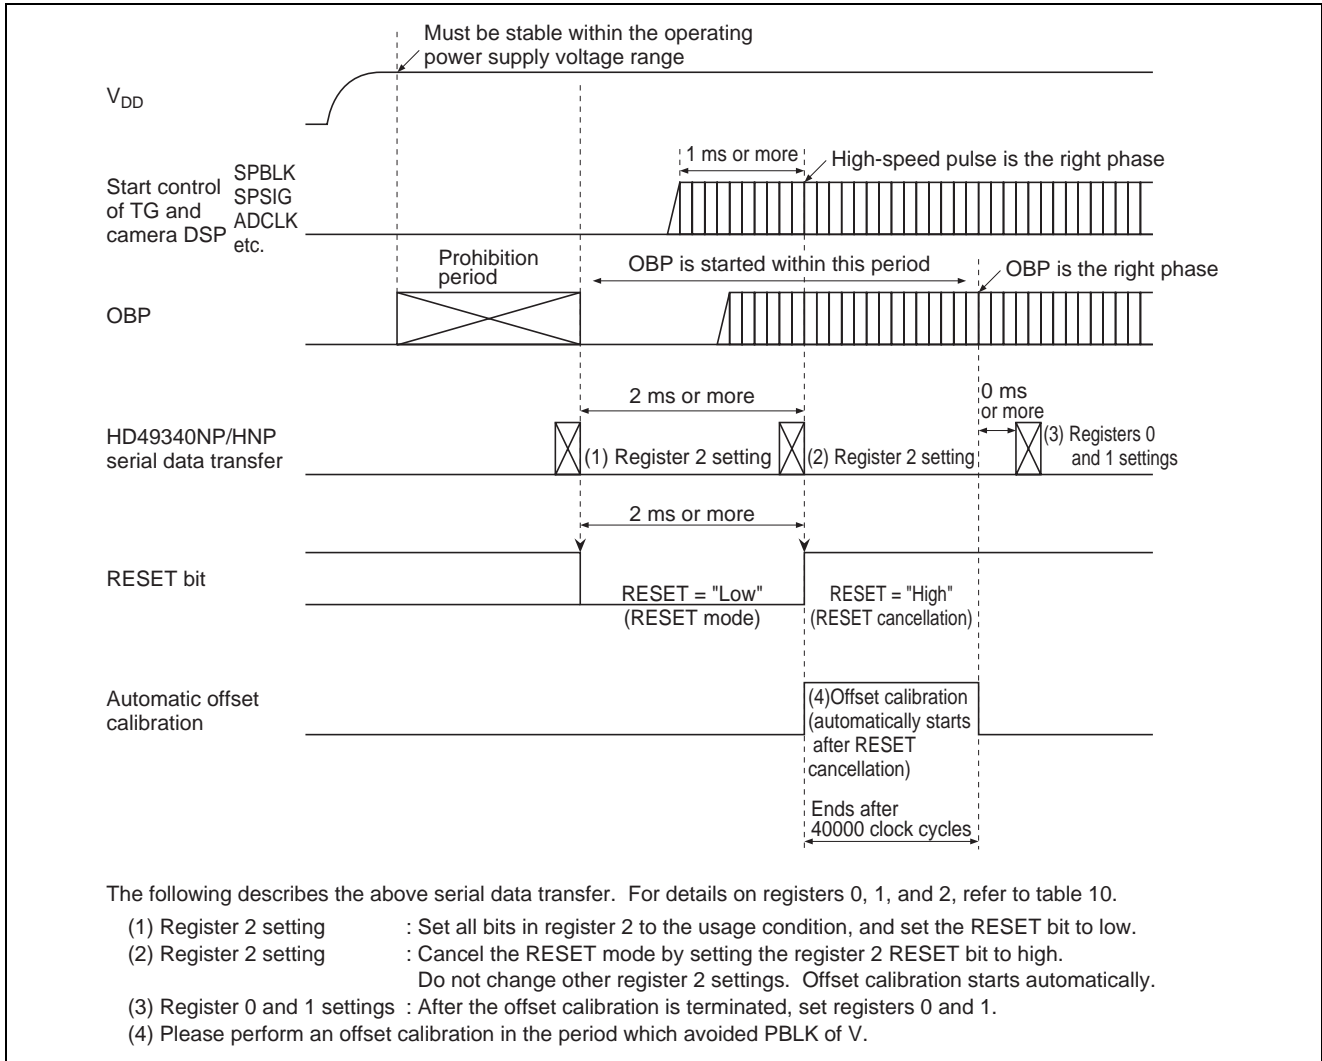 Must be stable within the operating
power supply voltage range
VDD
1 ms or more
High-speed pulse is the right phase
Start control
of TG and
camera DSP
SPBLK
SPSIG
ADCLK
etc.
Prohibition
period
OBP is started within this period
OBP is the right phase
OBP
2 ms or more
0 ms
or more
HD49340NP/HNP
serial data transfer
(1) Register 2 setting
(2) Register 2 setting
(3) Registers 0
and 1 settings
2 ms or more
RESET bit
RESET = "Low"
(RESET mode)
RESET = "High"
(RESET cancellation)
Automatic offset
calibration
(4)Offset calibration
(automatically starts
after RESET
cancellation)
Ends after
40000 clock cycles
The following describes the above serial data transfer. For details on registers 0, 1, and 2, refer to table 10.
(1) Register 2 setting : Set all bits in register 2 to the usage condition, and set the RESET bit to low.
(2) Register 2 setting : Cancel the RESET mode by setting the register 2 RESET bit to high.
Do not change other register 2 settings. Offset calibration starts automatically.
(3) Register 0 and 1 settings : After the offset calibration is terminated, set registers 0 and 1.
(4) Please perform an offset calibration in the period which avoided PBLK of V.